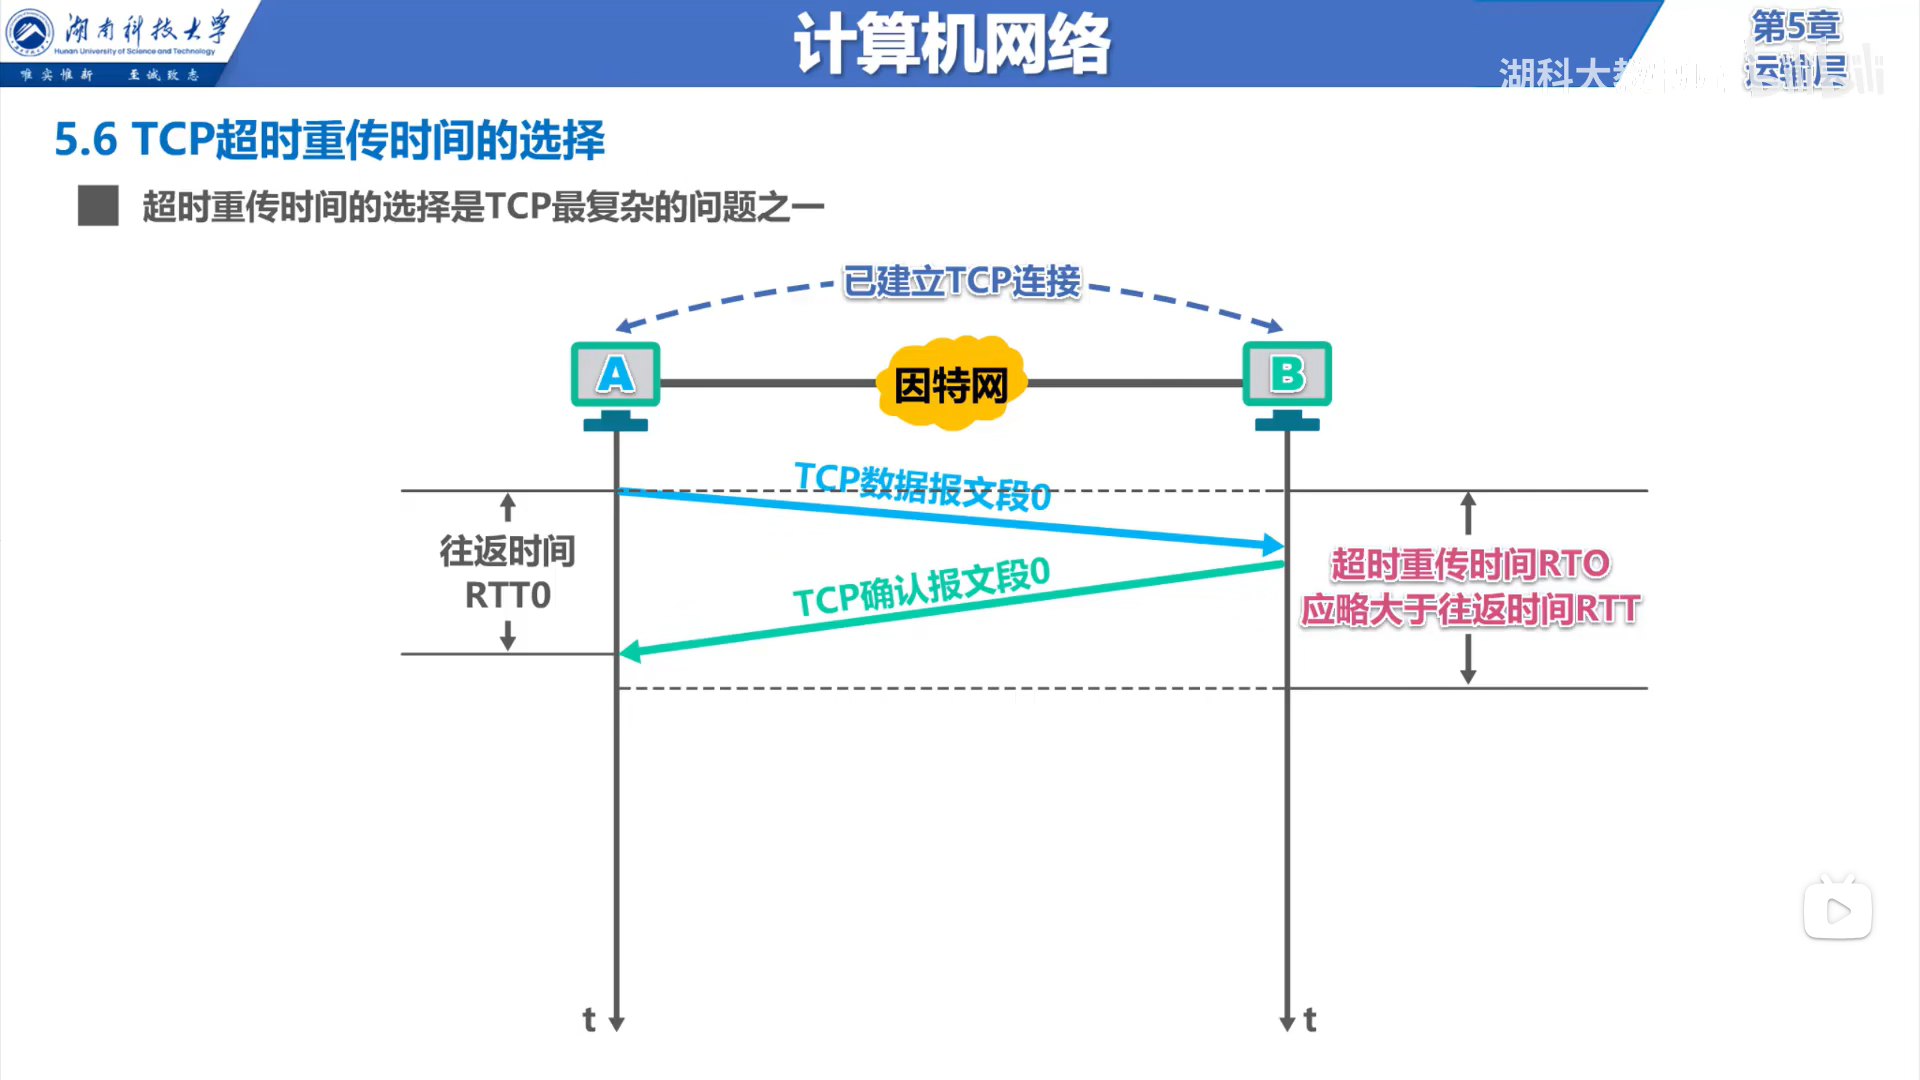 湖南科技大学
Hunan University of Science and Technology
唯实惟新 至诚致志
计算机网络
第5章
运输层
湖科大教
5.6 TCP超时重传时间的选择
超时重传时间的选择是TCP最复杂的问题之一
已建立TCP连接
A
因特网
B
TCP数据报文段0
往返时间
RTT0
TCP确认报文段0
超时重传时间RTO
应略大于往返时间RTT
t
t